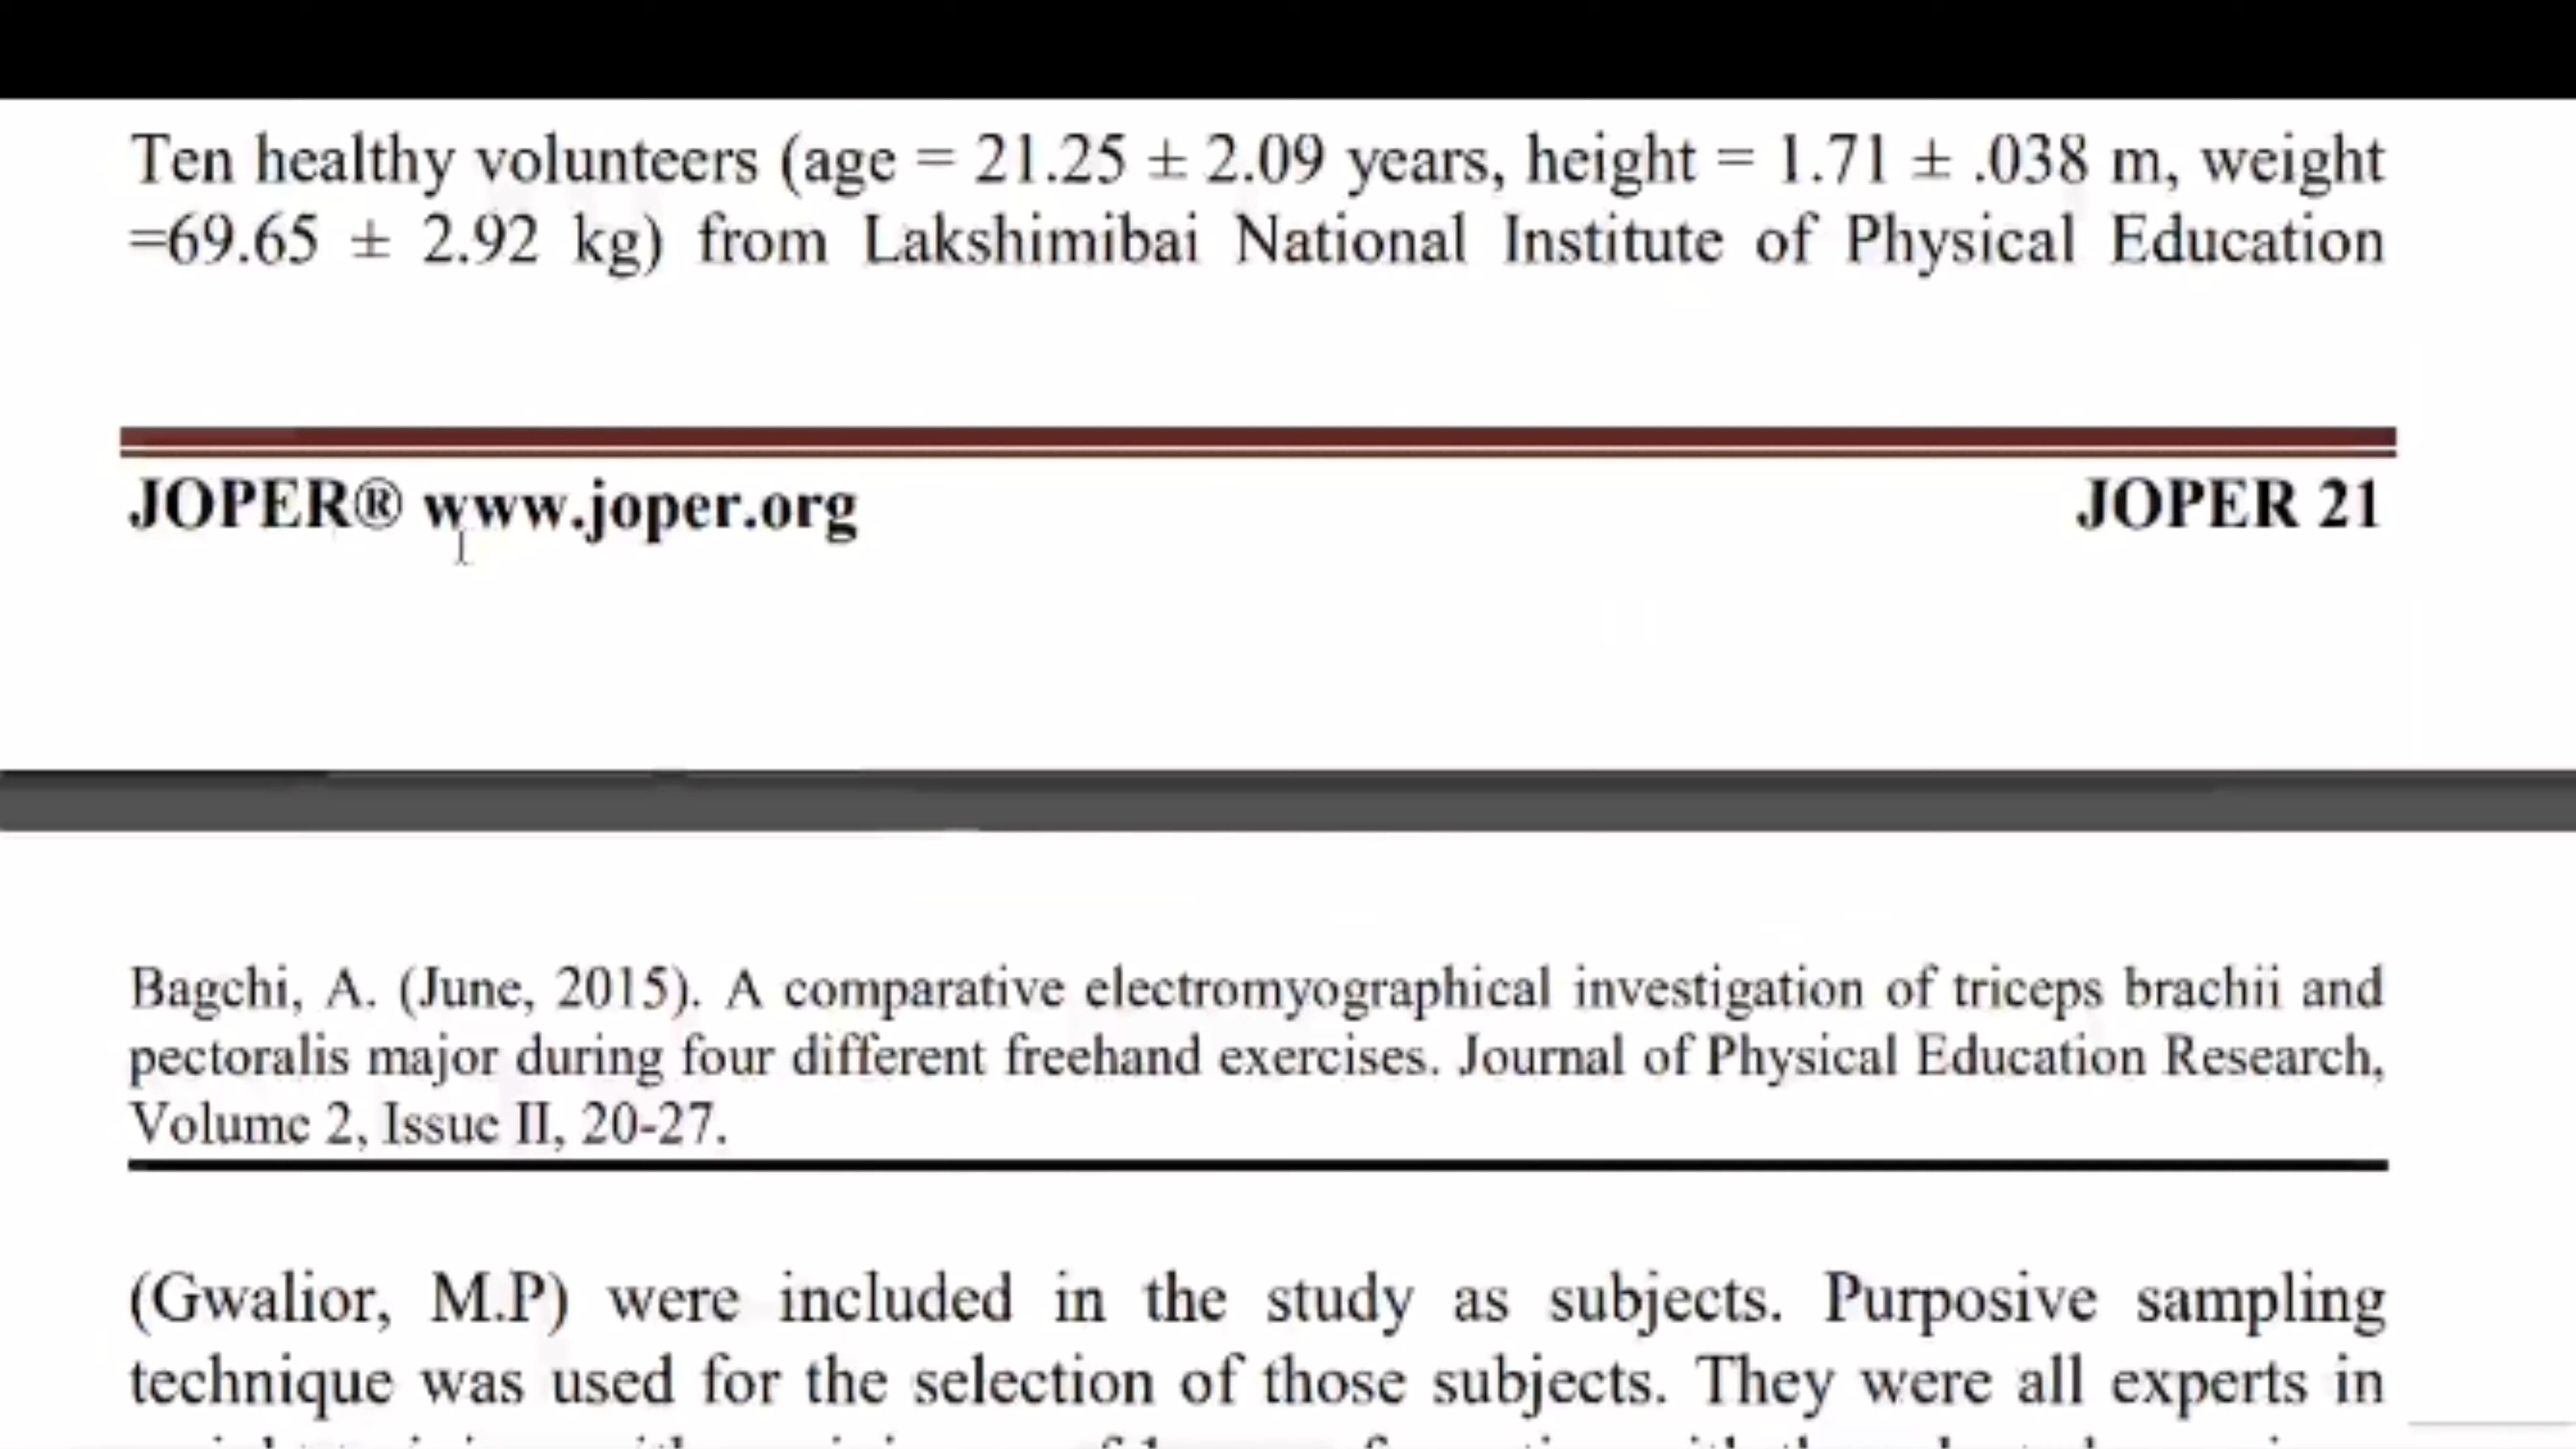 Ten healthy volunteers (age = 21.25 ± 2.09 years, height = 1.71 ± .038 m, weight
=69.65 ± 2.92 kg) from Lakshimibai National Institute of Physical Education
JOPER® www.joper.org JOPER 21
Bagchi, A. (June, 2015). A comparative electromyographical investigation of triceps brachii and
pectoralis major during four different freehand exercises. Journal of Physical Education Research,
Volume 2, Issue II, 20-27.
(Gwalior, M.P) were included in the study as subjects. Purposive sampling
technique was used for the selection of those subjects. They were all experts in